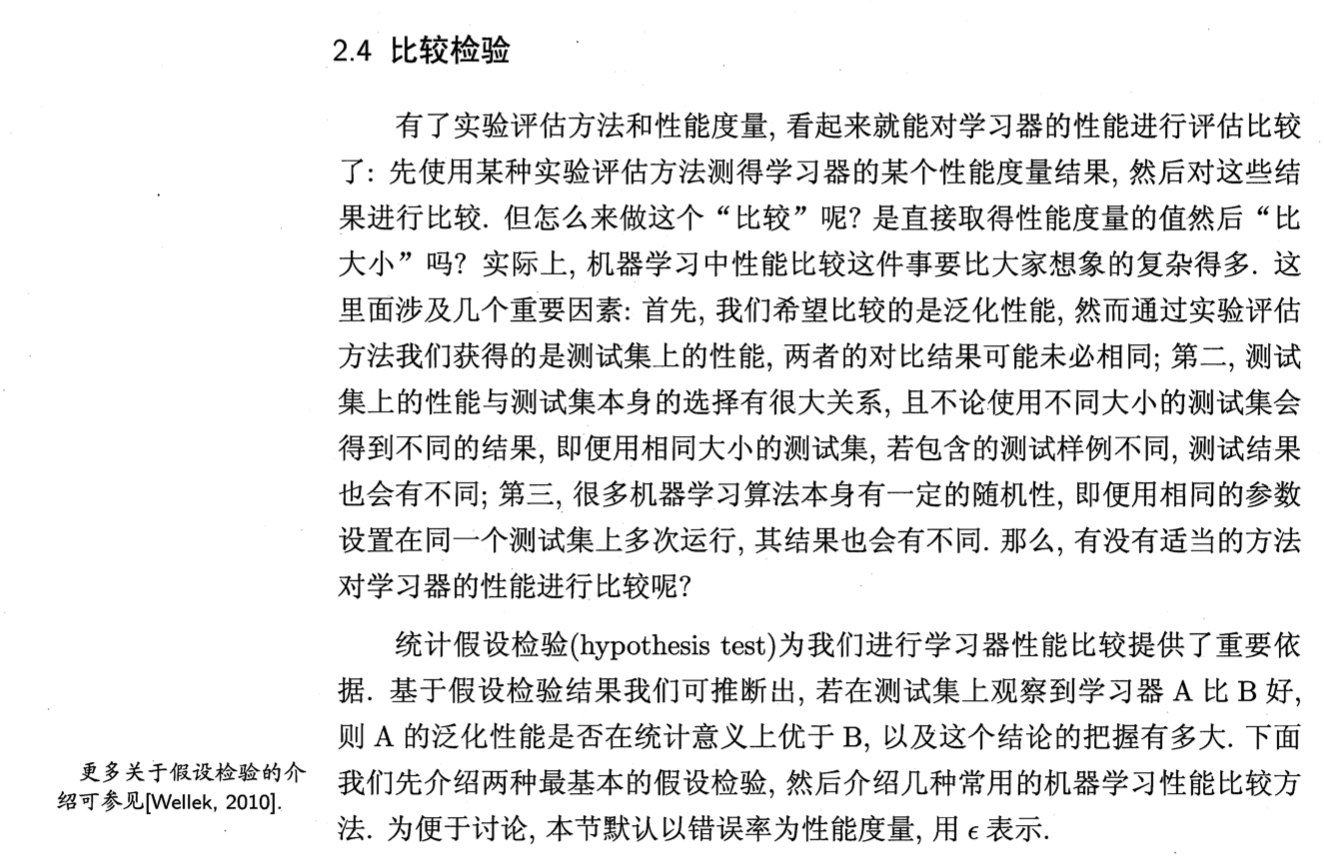 2.4 比较检验
有了实验评估方法和性能度量, 看起来就能对学习器的性能进行评估比较
了: 先使用某种实验评估方法测得学习器的某个性能度量结果, 然后对这些结
果进行比较. 但怎么来做这个“比较”呢? 是直接取得性能度量的值然后“比
大小”吗? 实际上, 机器学习中性能比较这件事要比大家想象的复杂得多. 这
里面涉及几个重要因素: 首先, 我们希望比较的是泛化性能, 然而通过实验评估
方法我们获得的是测试集上的性能, 两者的对比结果可能未必相同; 第二, 测试
集上的性能与测试集本身的选择有很大关系, 且不论使用不同大小的测试集会
得到不同的结果, 即便用相同大小的测试集, 若包含的测试样例不同, 测试结果
也会有不同; 第三, 很多机器学习算法本身有一定的随机性, 即便用相同的参数
设置在同一个测试集上多次运行, 其结果也会有不同. 那么, 有没有适当的方法
对学习器的性能进行比较呢?
统计假设检验(hypothesis test)为我们进行学习器性能比较提供了重要依
据. 基于假设检验结果我们可推断出, 若在测试集上观察到学习器 A 比 B 好,
则 A 的泛化性能是否在统计意义上优于 B, 以及这个结论的把握有多大. 下面
我们先介绍两种最基本的假设检验, 然后介绍几种常用的机器学习性能比较方
法. 为便于讨论, 本节默认以错误率为性能度量, 用 ϵ 表示.
更多关于假设检验的介
绍可参见[Wellek, 2010].